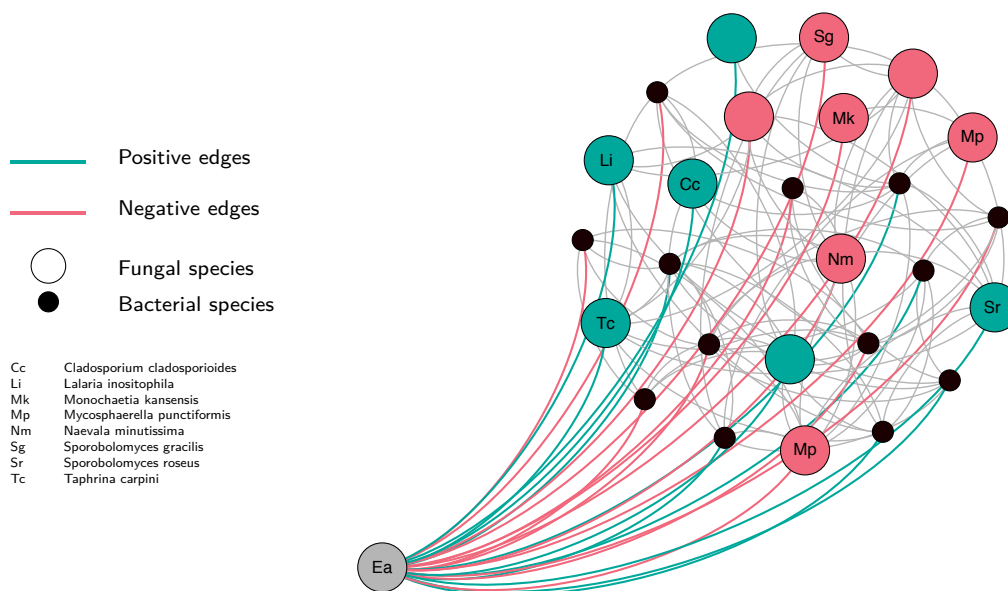 Positive edges
Negative edges
Fungal species
Bacterial species
Cc Cladosporium cladosporioides
Li Lalaria inositophila
Mk Monochaetia kansensis
Mp Mycosphaerella punctiformis
Nm Naevala minutissima
Sg Sporobolomyces gracilis
Sr Sporobolomyces roseus
Tc Taphrina carpini
Sg
Mk
Mp
Li
Cc
Nm
Sr
Tc
Mp
Ea